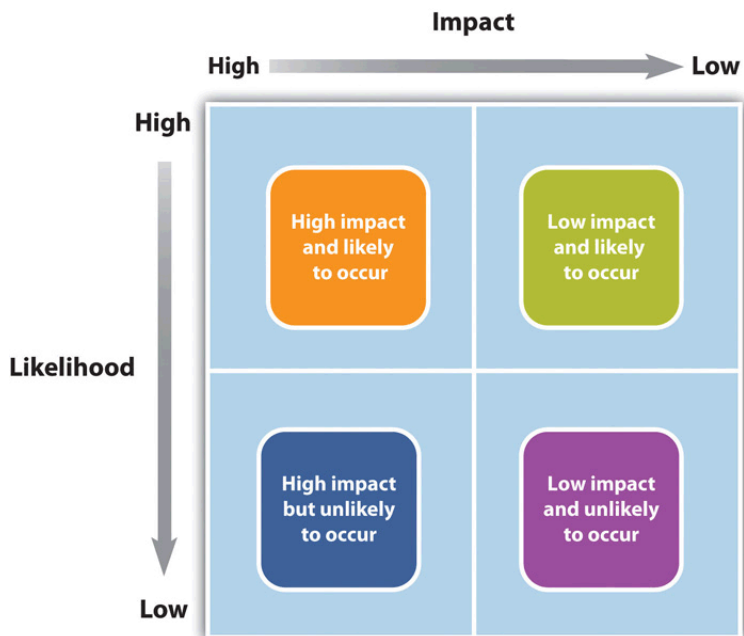 Impact
High
Low
High
High impact
and likely
to occur
Low impact
and likely
to occur
Likelihood
High impact
but unlikely
to occur
Low impact
and unlikely
to occur
Low